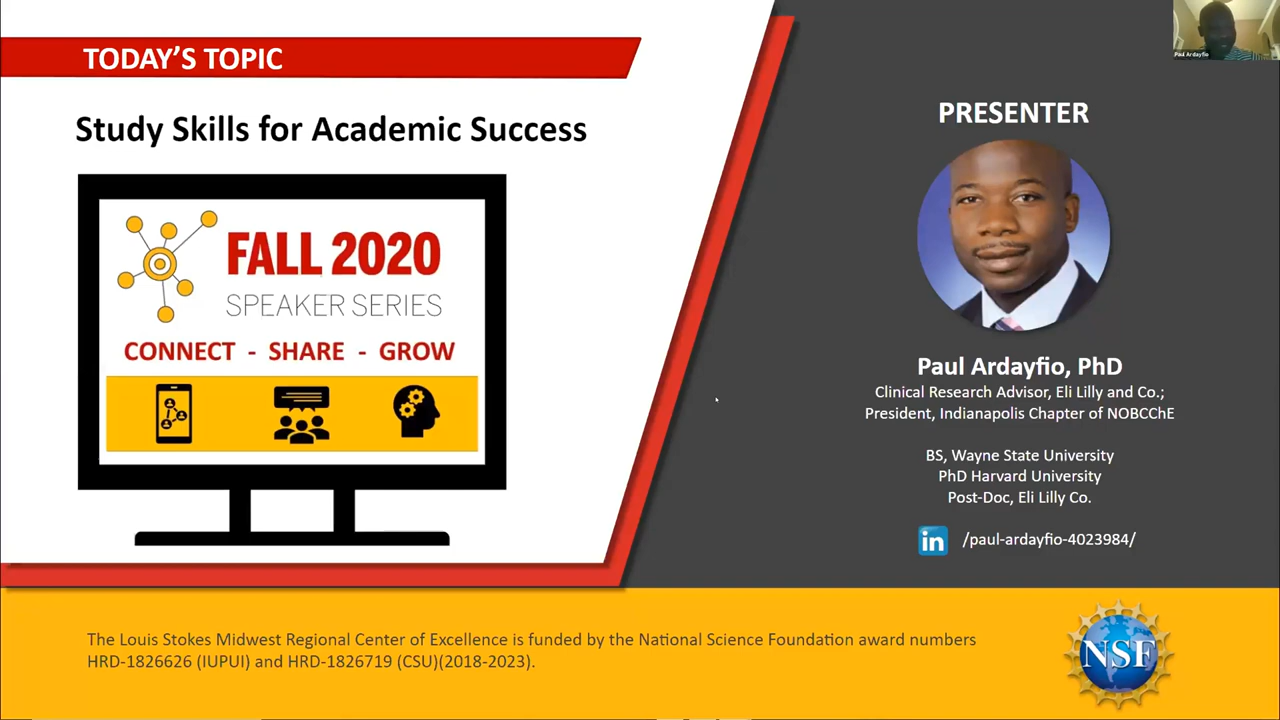 TODAY'S TOPIC
Study Skills for Academic Success
FALL 2020
SPEAKER SERIES
CONNECT - SHARE - GROW
Paul Ardayfio
PRESENTER
Paul Ardayfio, PhD
Clinical Research Advisor, Eli Lilly and Co.;
President, Indianapolis Chapter of NOBCChE
BS, Wayne State University
PhD Harvard University
Post-Doc, Eli Lilly Co.
in /paul-ardayfio-4023984/
The Louis Stokes Midwest Regional Center of Excellence is funded by the National Science Foundation award numbers
HRD-1826626 (IUPUI) and HRD-1826719 (CSU)(2018-2023).
NSF